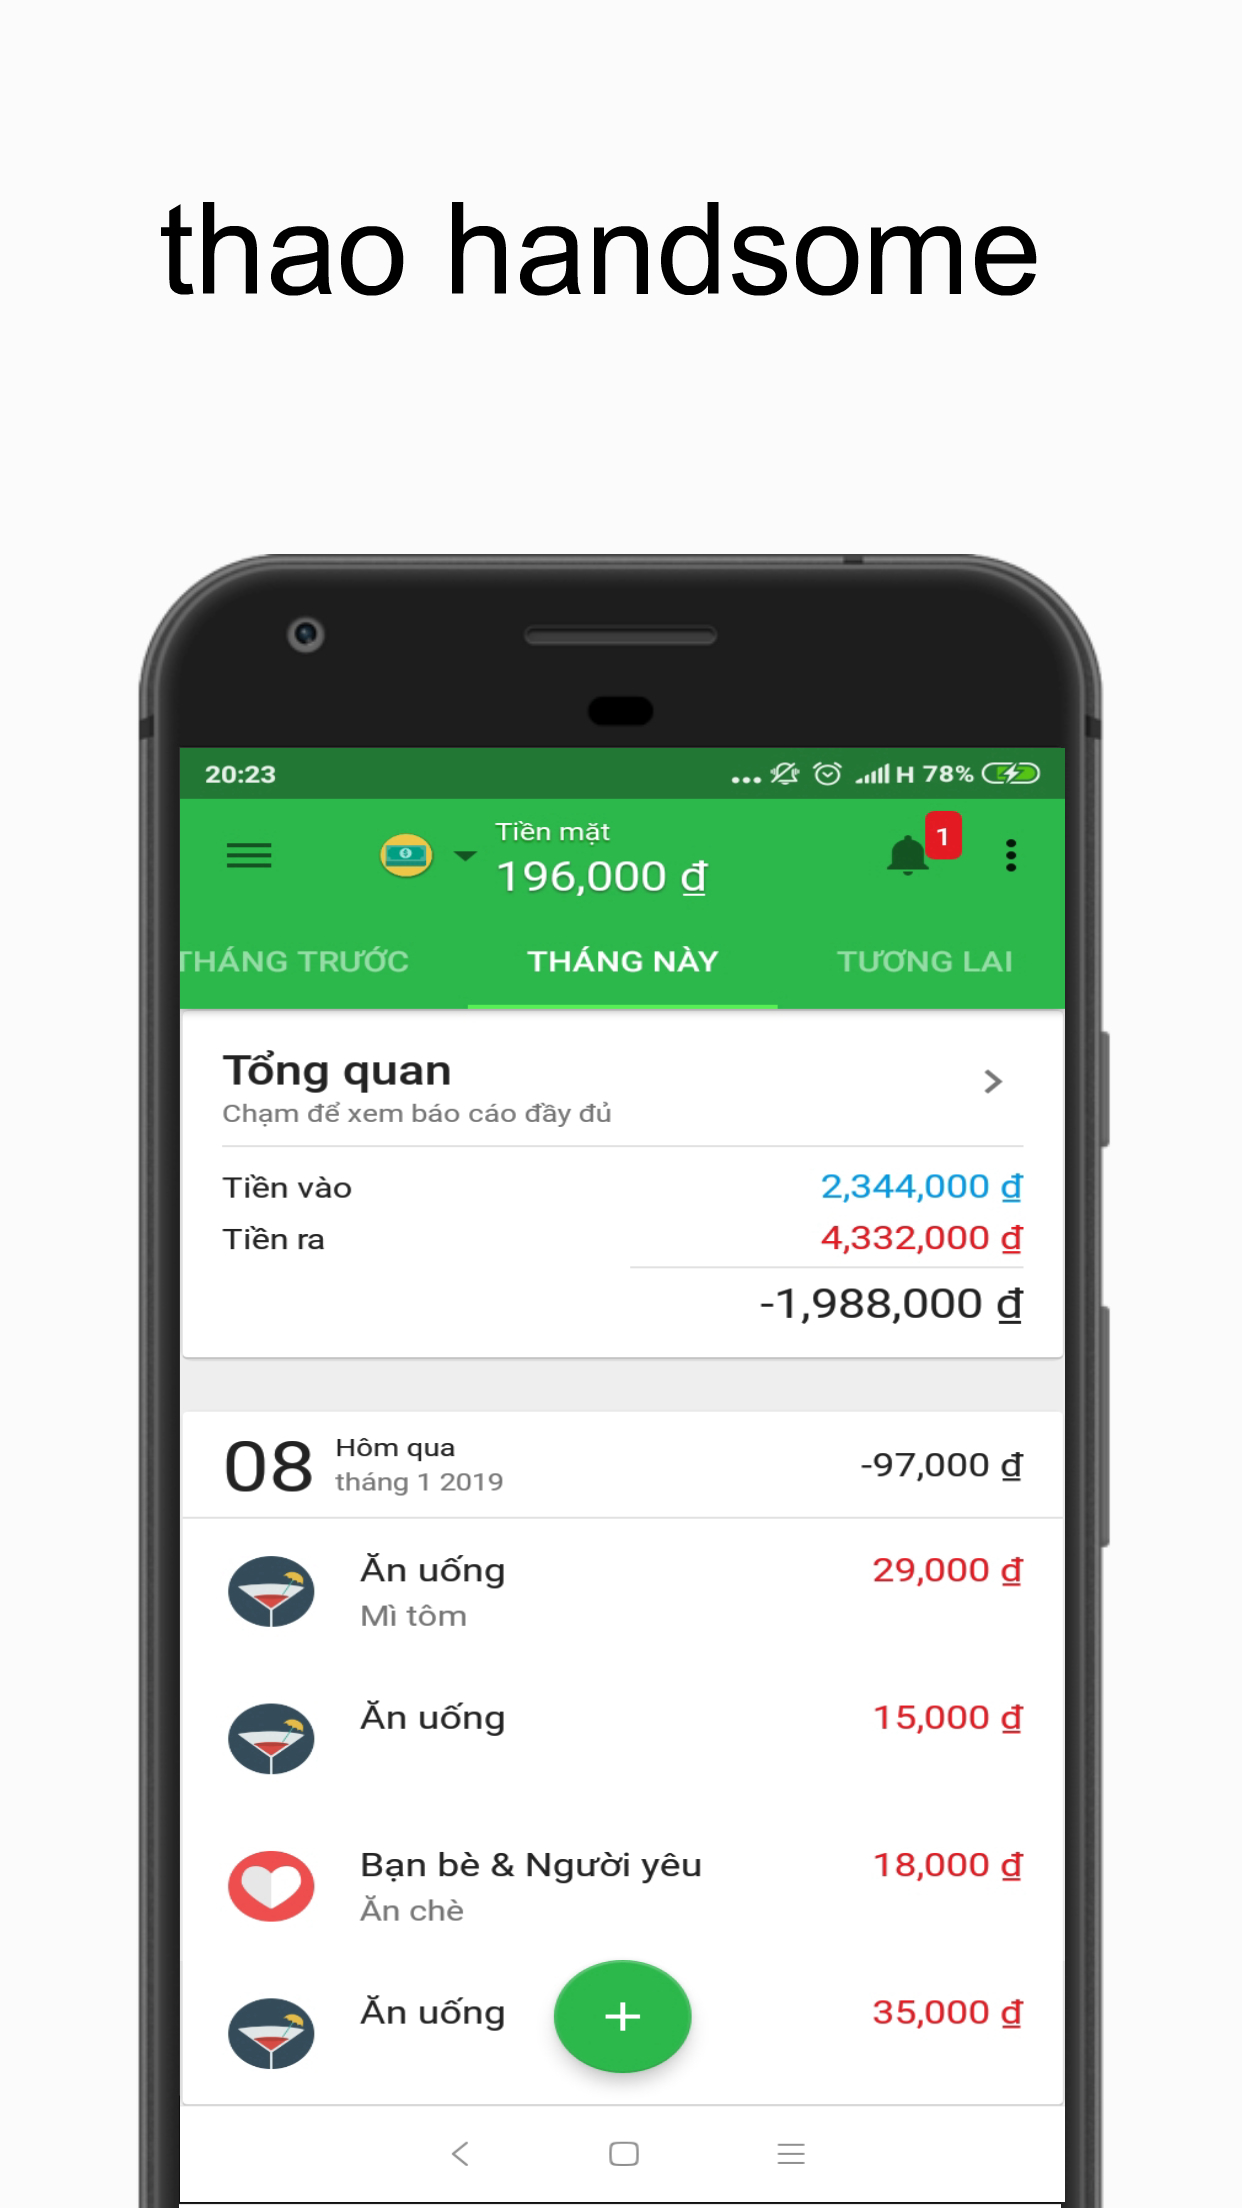 thao handsome
20:23
H 78%
Tiền mặt
196,000 ₫
1
THÁNG TRƯỚC THÁNG NÀY TƯƠNG LAI
Tổng quan
Chạm để xem báo cáo đầy đủ
Tiền vào 2,344,000 ₫
Tiền ra 4,332,000 ₫
-1,988,000 ₫
08 Hôm qua -97,000 ₫
tháng 1 2019
Ăn uống 29,000 ₫
Mì tôm
Ăn uống 15,000 ₫
Bạn bè & Người yêu 18,000 ₫
Ăn chè
Ăn uống 35,000 ₫
+